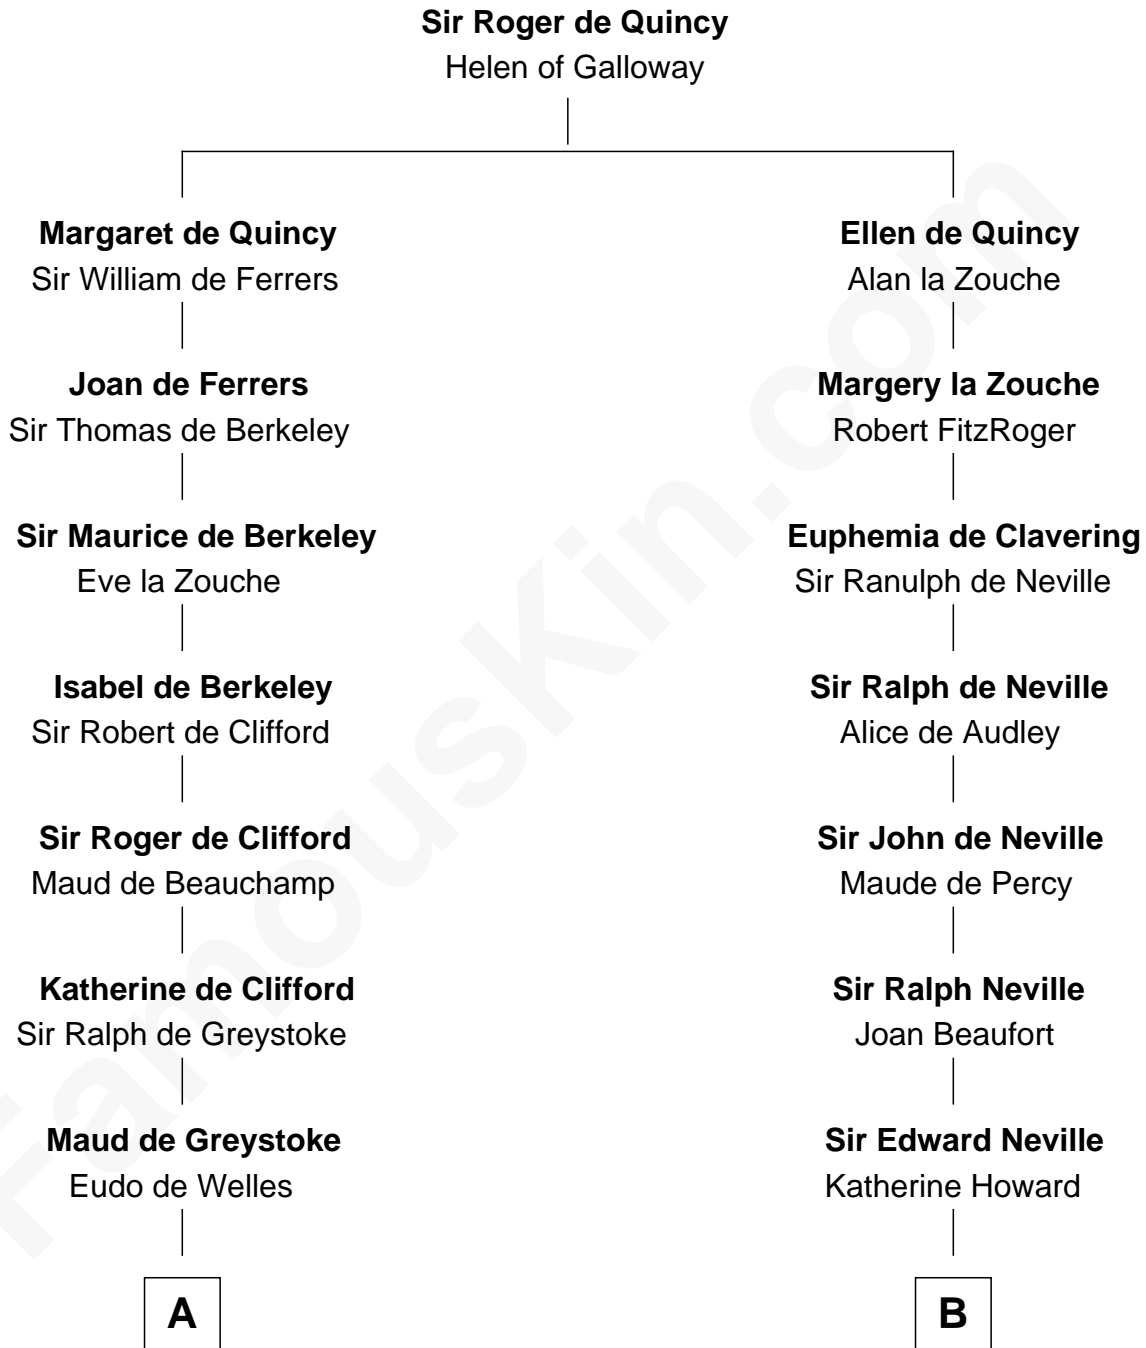 Sir Roger de Quincy
Helen of Galloway
Margaret de Quincy
Sir William de Ferrers
Ellen de Quincy
Alan la Zouche
Joan de Ferrers
Sir Thomas de Berkeley
Margery la Zouche
Robert FitzRoger
Sir Maurice de Berkeley
Eve la Zouche
Euphemia de Clavering
Sir Ranulph de Neville
Isabel de Berkeley
Sir Robert de Clifford
Sir Ralph de Neville
Alice de Audley
Sir Roger de Clifford
Maud de Beauchamp
Sir John de Neville
Maude de Percy
Katherine de Clifford
Sir Ralph de Greystoke
Sir Ralph Neville
Joan Beaufort
Maud de Greystoke
Eudo de Welles
Sir Edward Neville
Katherine Howard
A
B
FamousKin.com